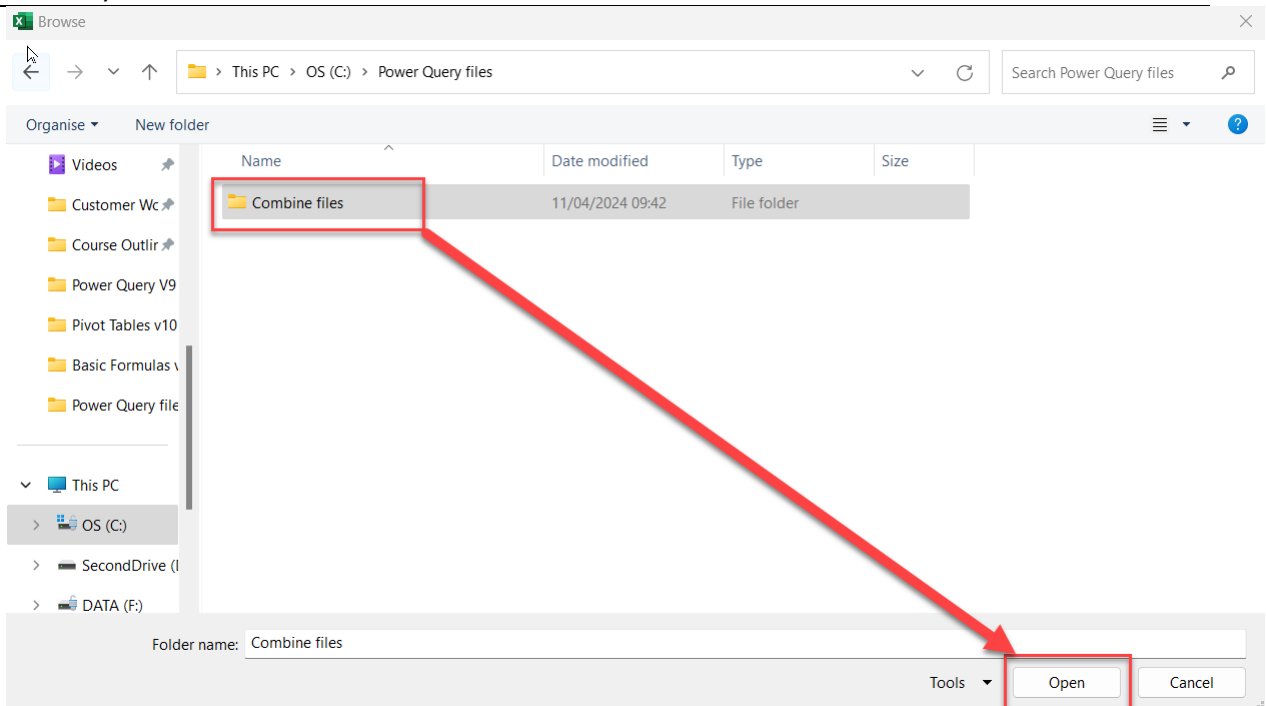 Browse
This PC > OS (C:) > Power Query files
Search Power Query files
Organise
New folder
Name
Date modified
Type
Size
Combine files
11/04/2024 09:42
File folder
Videos
Customer Wc
Course Outlir
Power Query V9
Pivot Tables v10
Basic Formulas v
Power Query file
This PC
OS (C:)
SecondDrive (I
DATA (F:)
Folder name: Combine files
Tools
Open
Cancel